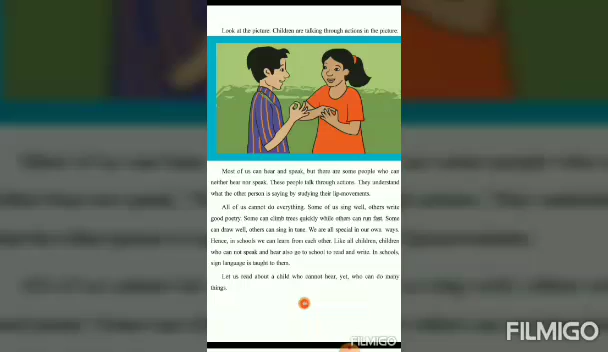 Look at the picture. Children are talking through actions in the picture.
Most of us can hear and speak, but there are some people who can
neither hear nor speak. These people talk through actions. They understand
what the other person is saying by studying their lip-movements.
All of us cannot do everything. Some of us sing well, others write
good poetry. Some can climb trees quickly while others can run fast. Some
can draw well, others can sing in tune. We are all special in our own ways.
Hence, in schools we can learn from each other. Like all children, children
who can not speak and hear also go to school to read and write. In schools,
sign language is taught to them.
Let us read about a child who cannot hear, yet, who can do many
things.
FILMIGO
FILMIGO